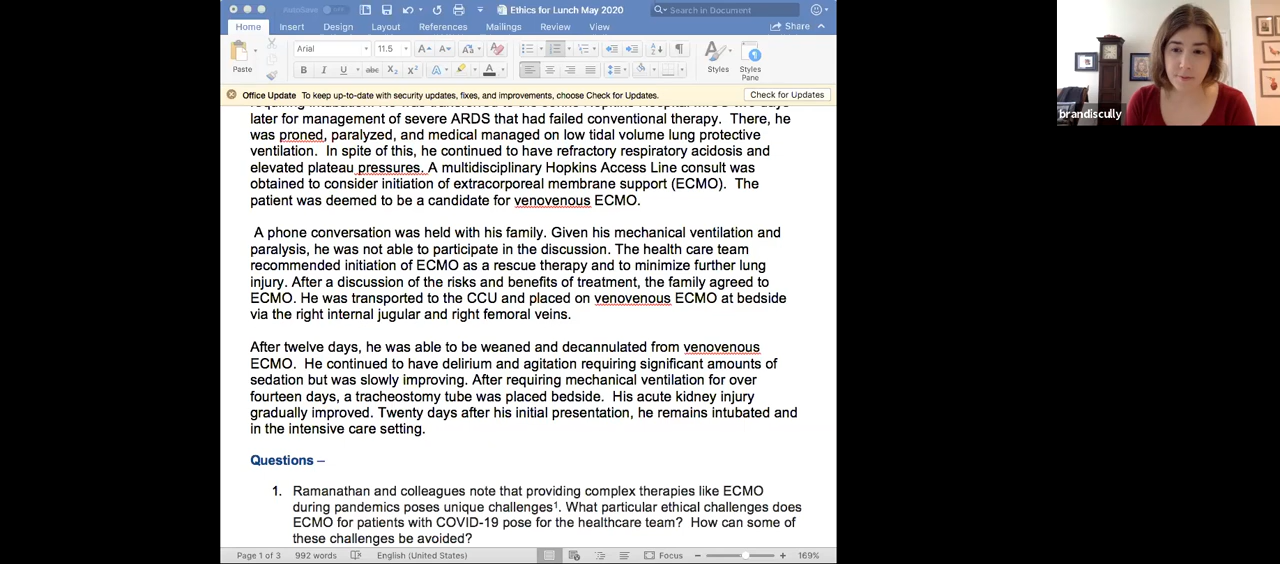 AutoSave OFF
Ethics for Lunch May 2020
Search in Document
Home Insert Design Layout References Mailings Review View Share
Paste
Arial 11.5
Styles Styles Pane
Office Update To keep up-to-date with security updates, fixes, and improvements, choose Check for Updates. Check for Updates
later for management of severe ARDS that had failed conventional therapy. There, he
was proned, paralyzed, and medical managed on low tidal volume lung protective
ventilation. In spite of this, he continued to have refractory respiratory acidosis and
elevated plateau pressures. A multidisciplinary Hopkins Access Line consult was
obtained to consider initiation of extracorporeal membrane support (ECMO). The
patient was deemed to be a candidate for venovenous ECMO.
A phone conversation was held with his family. Given his mechanical ventilation and
paralysis, he was not able to participate in the discussion. The health care team
recommended initiation of ECMO as a rescue therapy and to minimize further lung
injury. After a discussion of the risks and benefits of treatment, the family agreed to
ECMO. He was transported to the CCU and placed on venovenous ECMO at bedside
via the right internal jugular and right femoral veins.
After twelve days, he was able to be weaned and decannulated from venovenous
ECMO. He continued to have delirium and agitation requiring significant amounts of
sedation but was slowly improving. After requiring mechanical ventilation for over
fourteen days, a tracheostomy tube was placed bedside. His acute kidney injury
gradually improved. Twenty days after his initial presentation, he remains intubated and
in the intensive care setting.
Questions –
1. Ramanathan and colleagues note that providing complex therapies like ECMO
during pandemics poses unique challenges¹. What particular ethical challenges does
ECMO for patients with COVID-19 pose for the healthcare team? How can some of
these challenges be avoided?
Page 1 of 3 992 words English (United States) Focus 169%
brandiscully